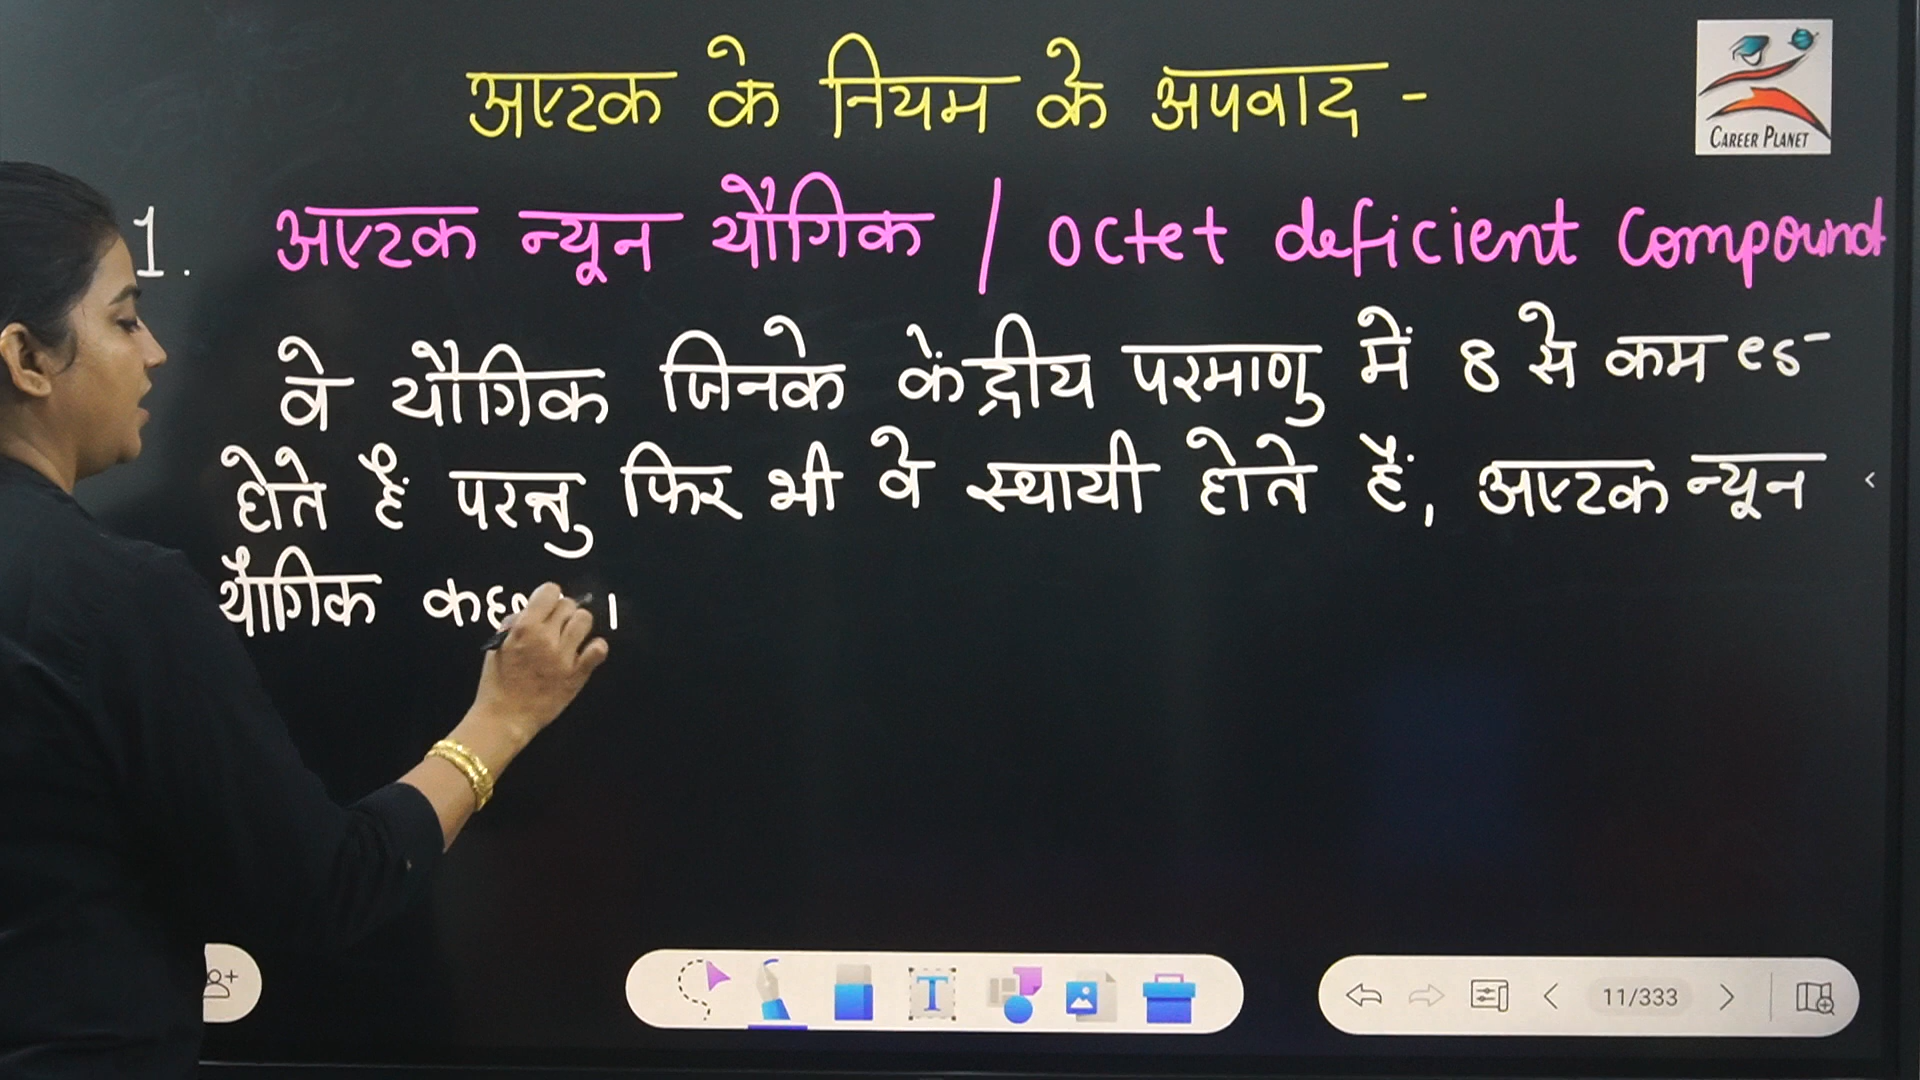 अष्टक के नियम के अपवाद -
CAREER PLANET
1. अष्टक न्यून यौगिक / Octet deficient Compound
वे यौगिक जिनके केंद्रीय परमाणु में 8 से कम es⁻
होते हैं परन्तु फिर भी वे स्थायी होते हैं, अष्टक न्यून
यौगिक
11/333